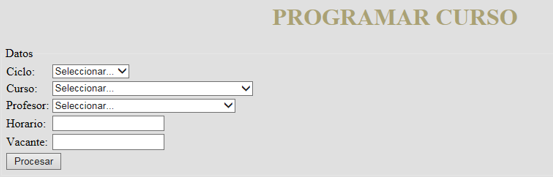 PROGRAMAR CURSO
Datos
Ciclo: Seleccionar...
Curso: Seleccionar...
Profesor: Seleccionar...
Horario:
Vacante:
Procesar